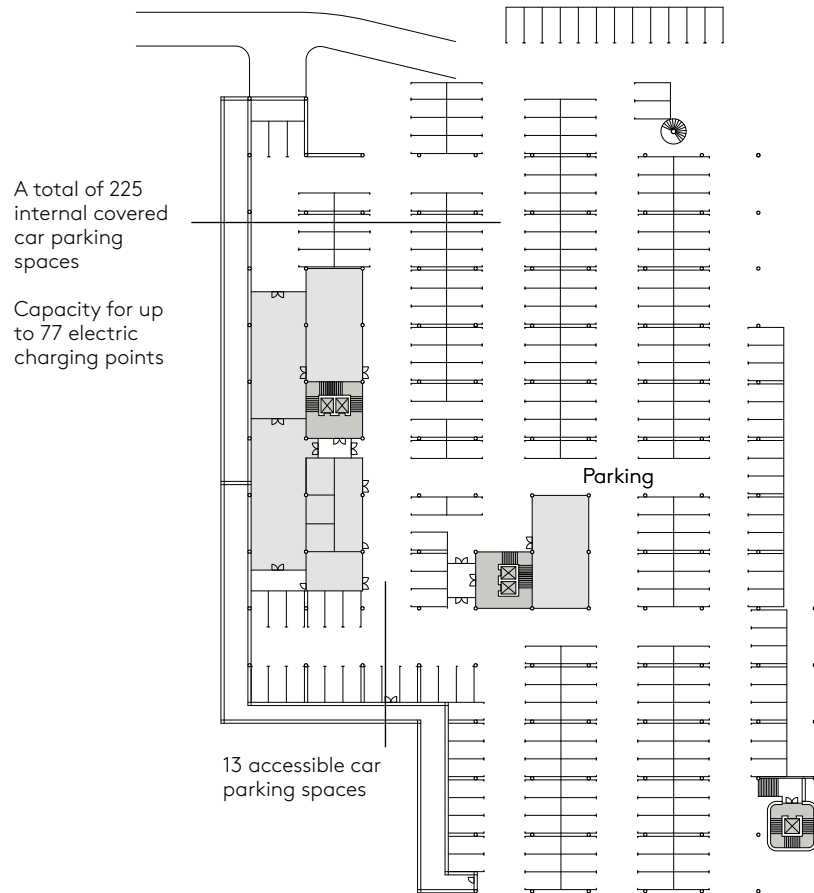 A total of 225
internal covered
car parking
spaces
Capacity for up
to 77 electric
charging points
Parking
13 accessible car
parking spaces